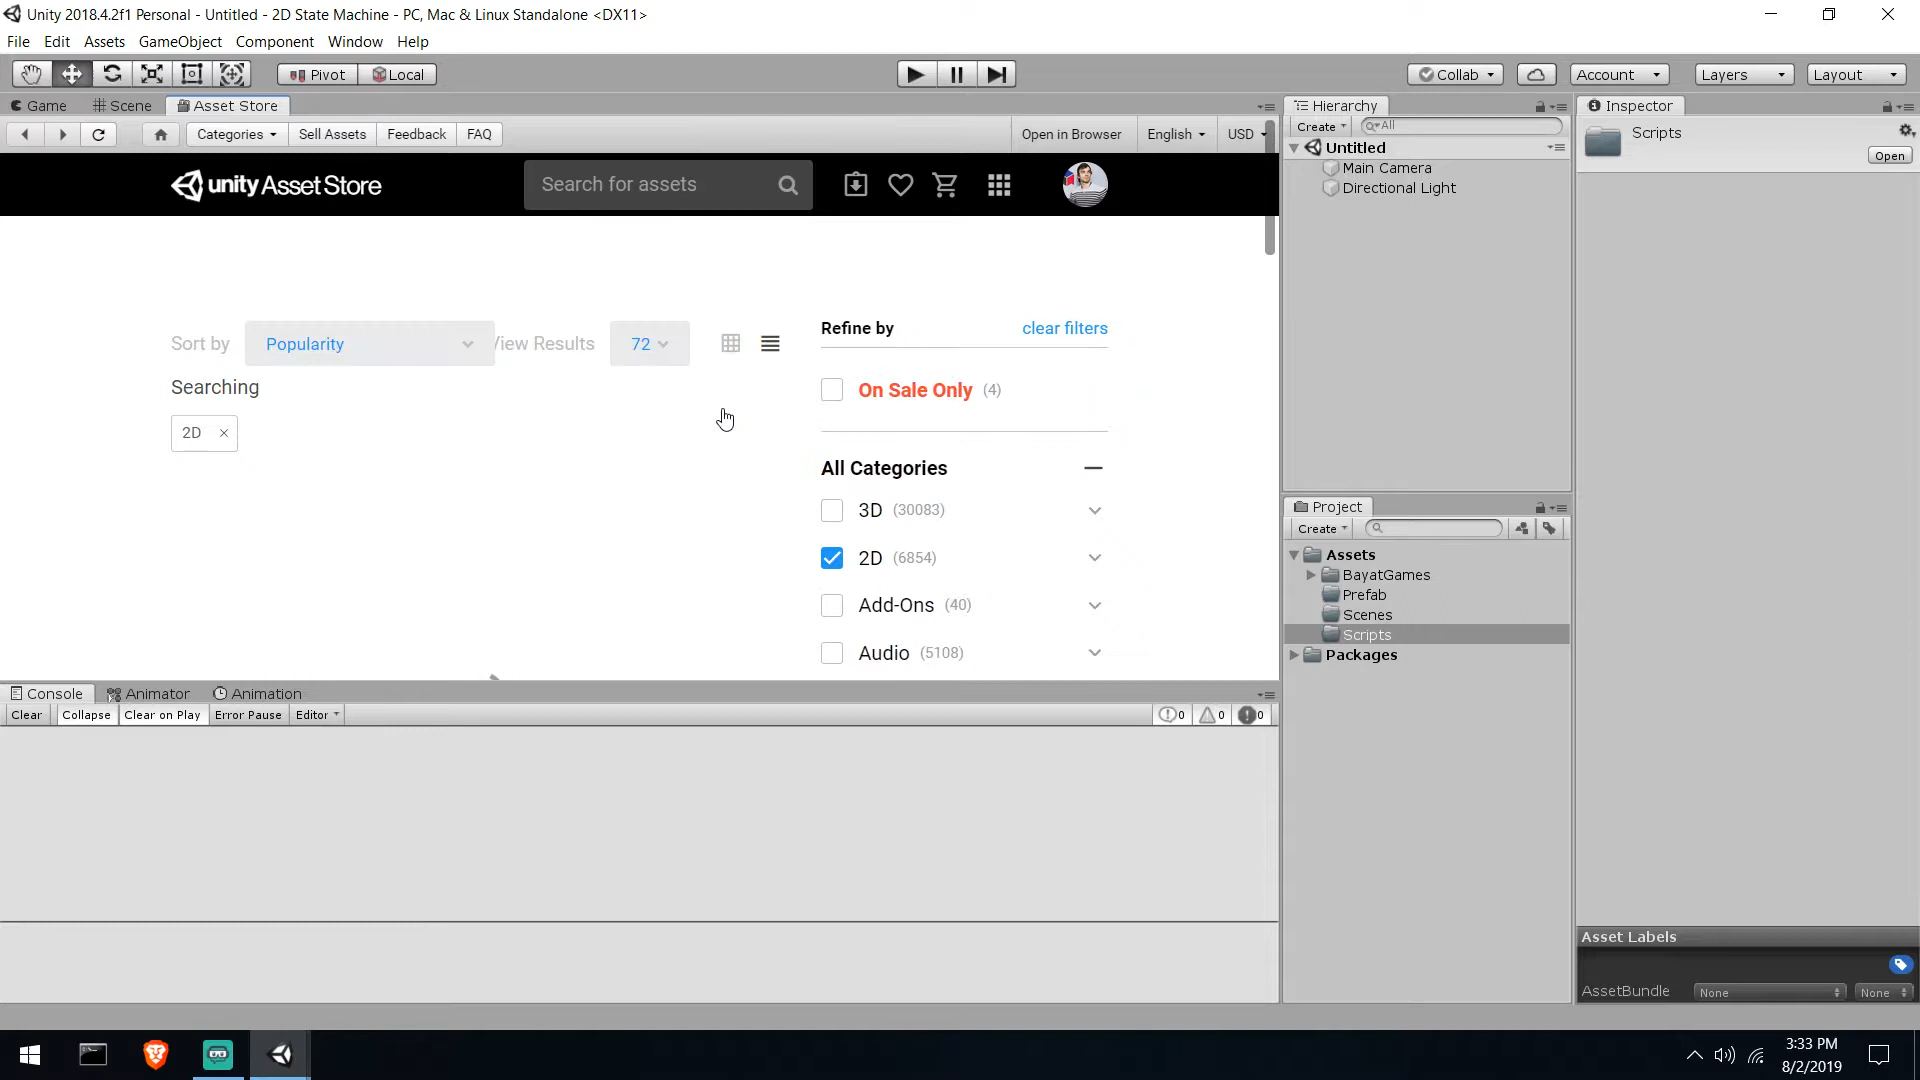 Unity 2018.4.2f1 Personal - Untitled - 2D State Machine - PC, Mac & Linux Standalone <DX11>
File Edit Assets GameObject Component Window Help
Pivot Local Collab Account Layers Layout
Game Scene Asset Store
Categories Sell Assets Feedback FAQ Open in Browser English USD
unity Asset Store Search for assets
Sort by Popularity View Results 72
Searching
2D ×
Refine by clear filters
On Sale Only (4)
All Categories
3D (30083)
2D (6854)
Add-Ons (40)
Audio (5108)
Console Animator Animation
Clear Collapse Clear on Play Error Pause Editor 0 0 0
Hierarchy
Create All
Untitled
Main Camera
Directional Light
Project
Create
Assets
BayatGames
Prefab
Scenes
Scripts
Packages
Inspector
Scripts
Open
Asset Labels
AssetBundle None None
3:33 PM
8/2/2019